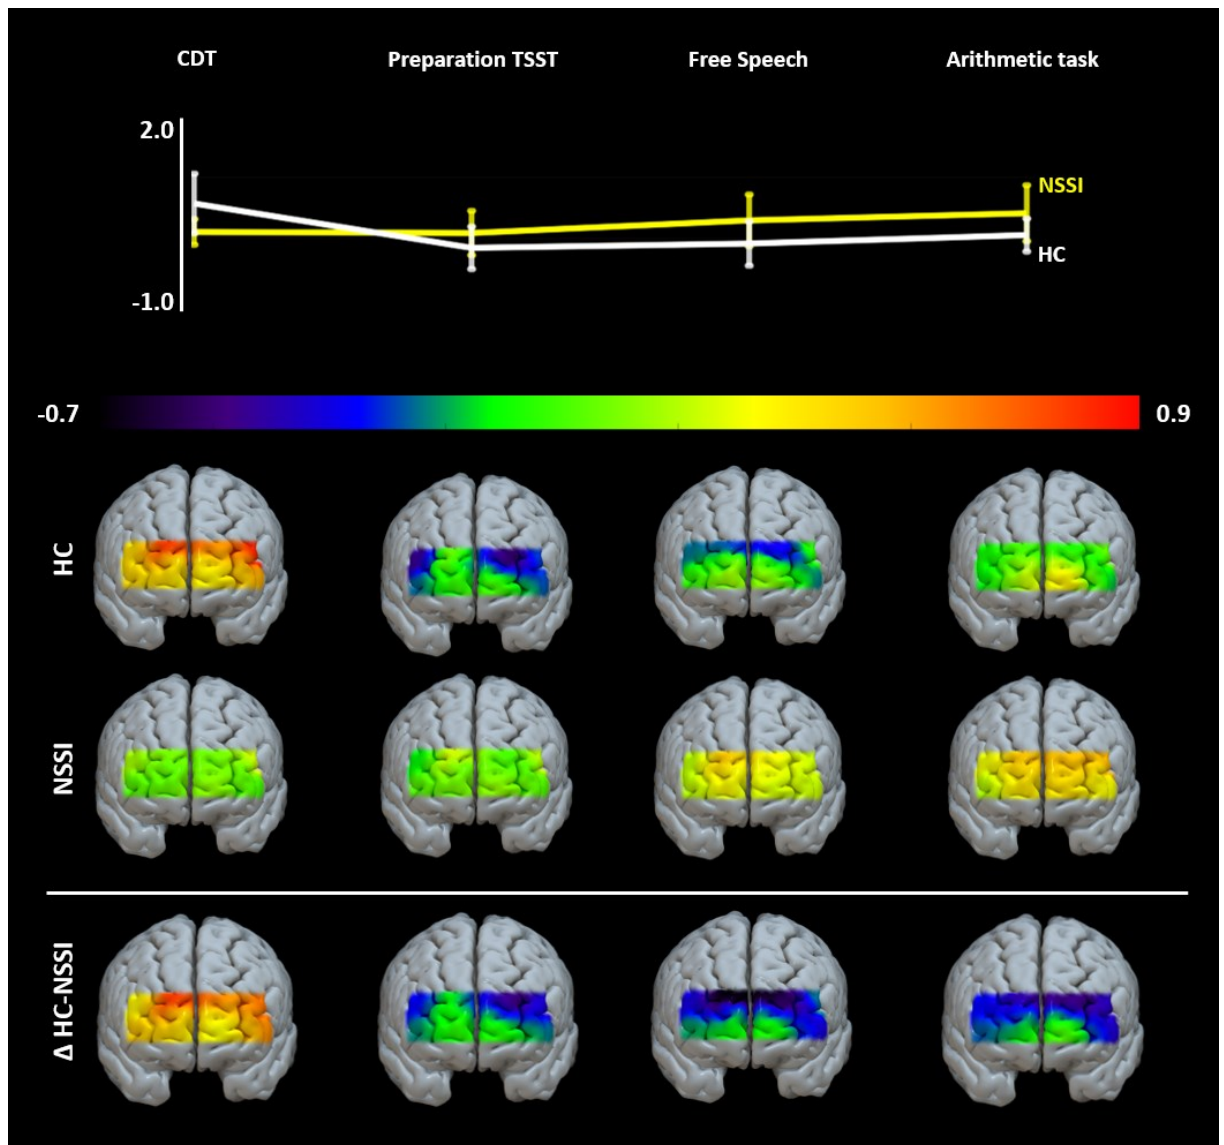 CDT Preparation TSST Free Speech Arithmetic task
2.0
NSSI
HC
-1.0
-0.7 0.9
HC
NSSI
Δ HC-NSSI